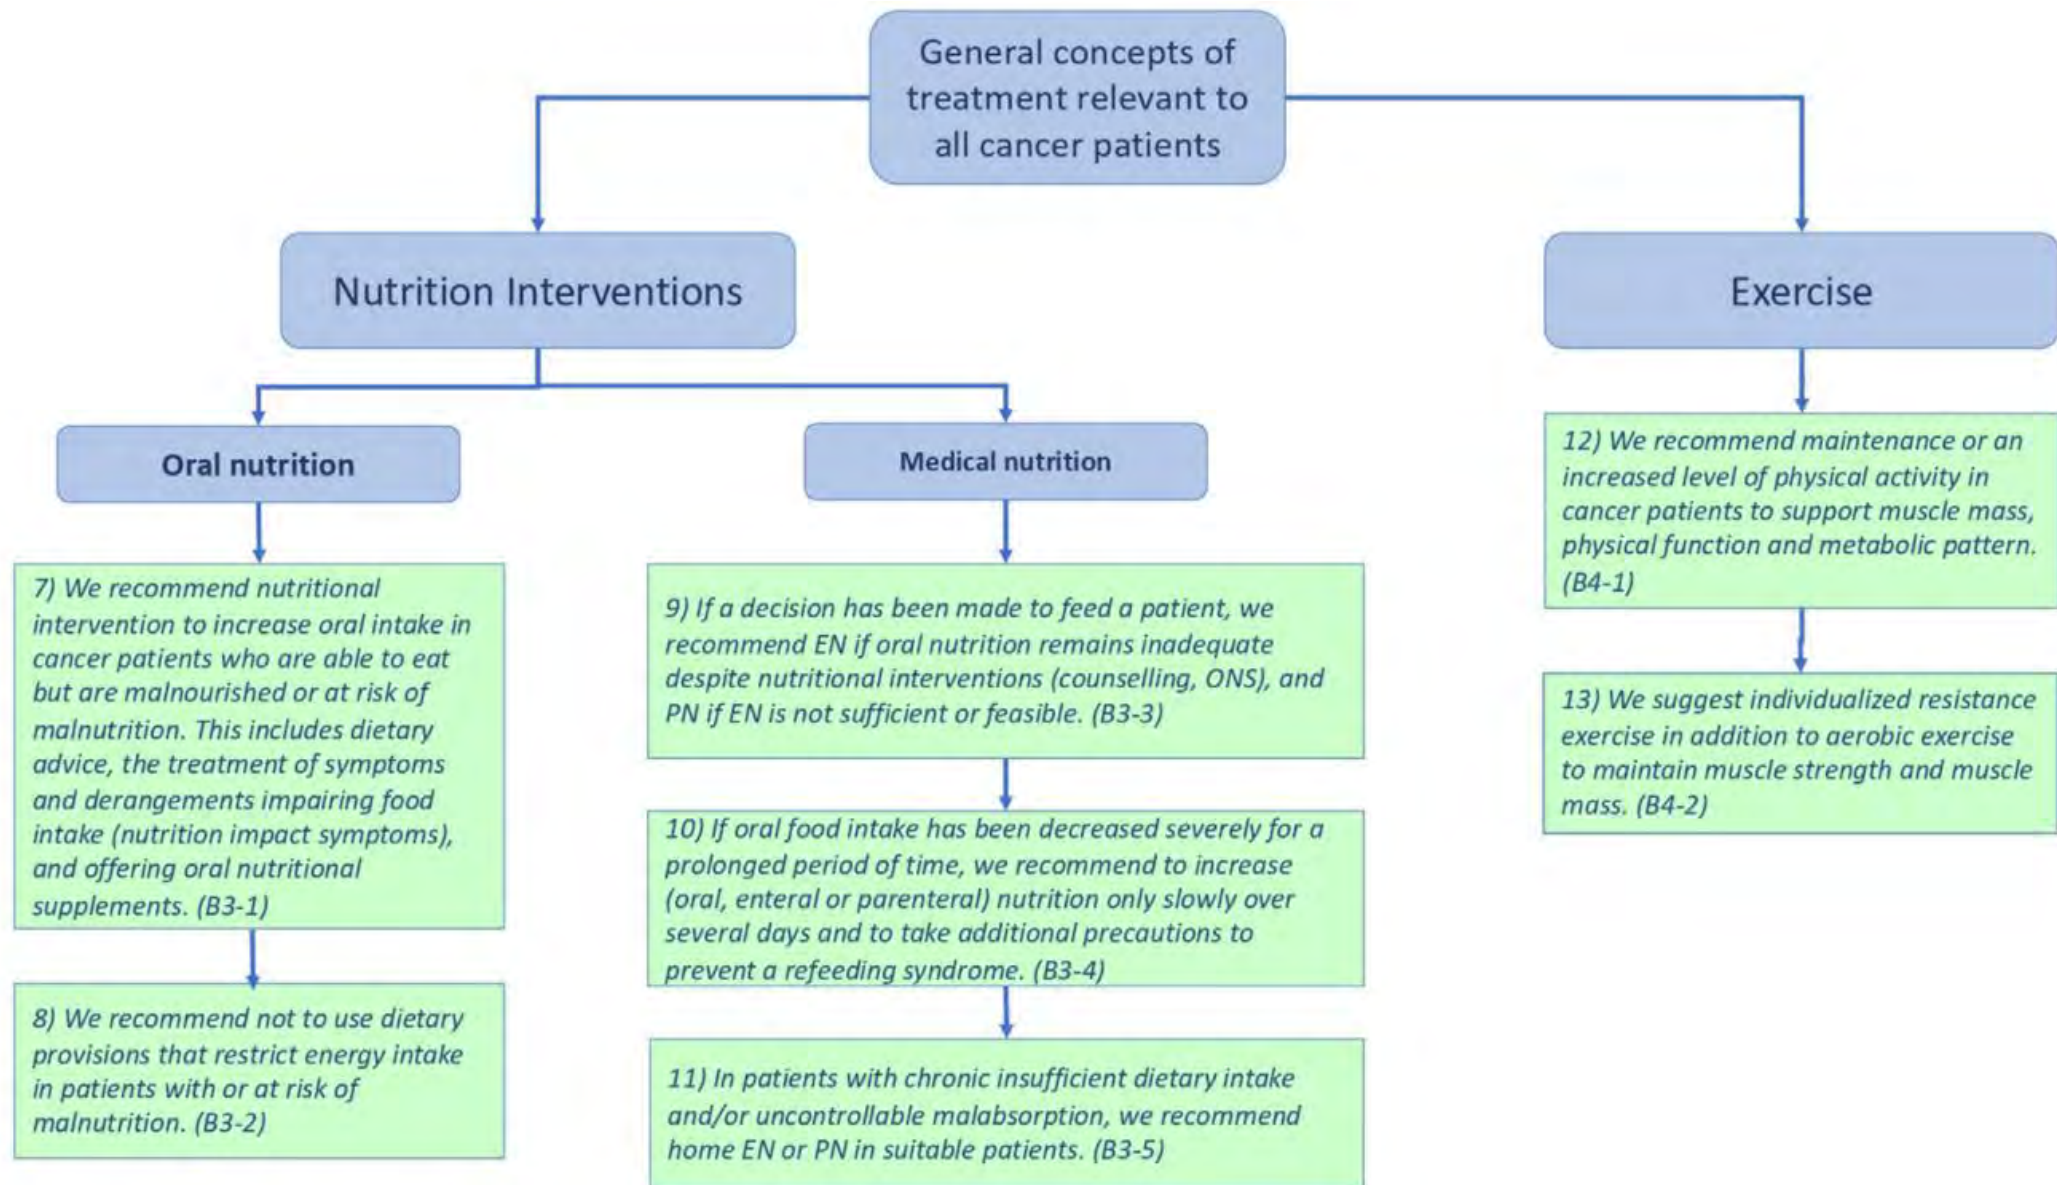 General concepts of
treatment relevant to
all cancer patients
Nutrition Interventions
Exercise
Oral nutrition
Medical nutrition
7) We recommend nutritional
intervention to increase oral intake in
cancer patients who are able to eat
but are malnourished or at risk of
malnutrition. This includes dietary
advice, the treatment of symptoms
and derangements impairing food
intake (nutrition impact symptoms),
and offering oral nutritional
supplements. (B3-1)
8) We recommend not to use dietary
provisions that restrict energy intake
in patients with or at risk of
malnutrition. (B3-2)
9) If a decision has been made to feed a patient, we
recommend EN if oral nutrition remains inadequate
despite nutritional interventions (counselling, ONS), and
PN if EN is not sufficient or feasible. (B3-3)
10) If oral food intake has been decreased severely for a
prolonged period of time, we recommend to increase
(oral, enteral or parenteral) nutrition only slowly over
several days and to take additional precautions to
prevent a refeeding syndrome. (B3-4)
11) In patients with chronic insufficient dietary intake
and/or uncontrollable malabsorption, we recommend
home EN or PN in suitable patients. (B3-5)
12) We recommend maintenance or an
increased level of physical activity in
cancer patients to support muscle mass,
physical function and metabolic pattern.
(B4-1)
13) We suggest individualized resistance
exercise in addition to aerobic exercise
to maintain muscle strength and muscle
mass. (B4-2)